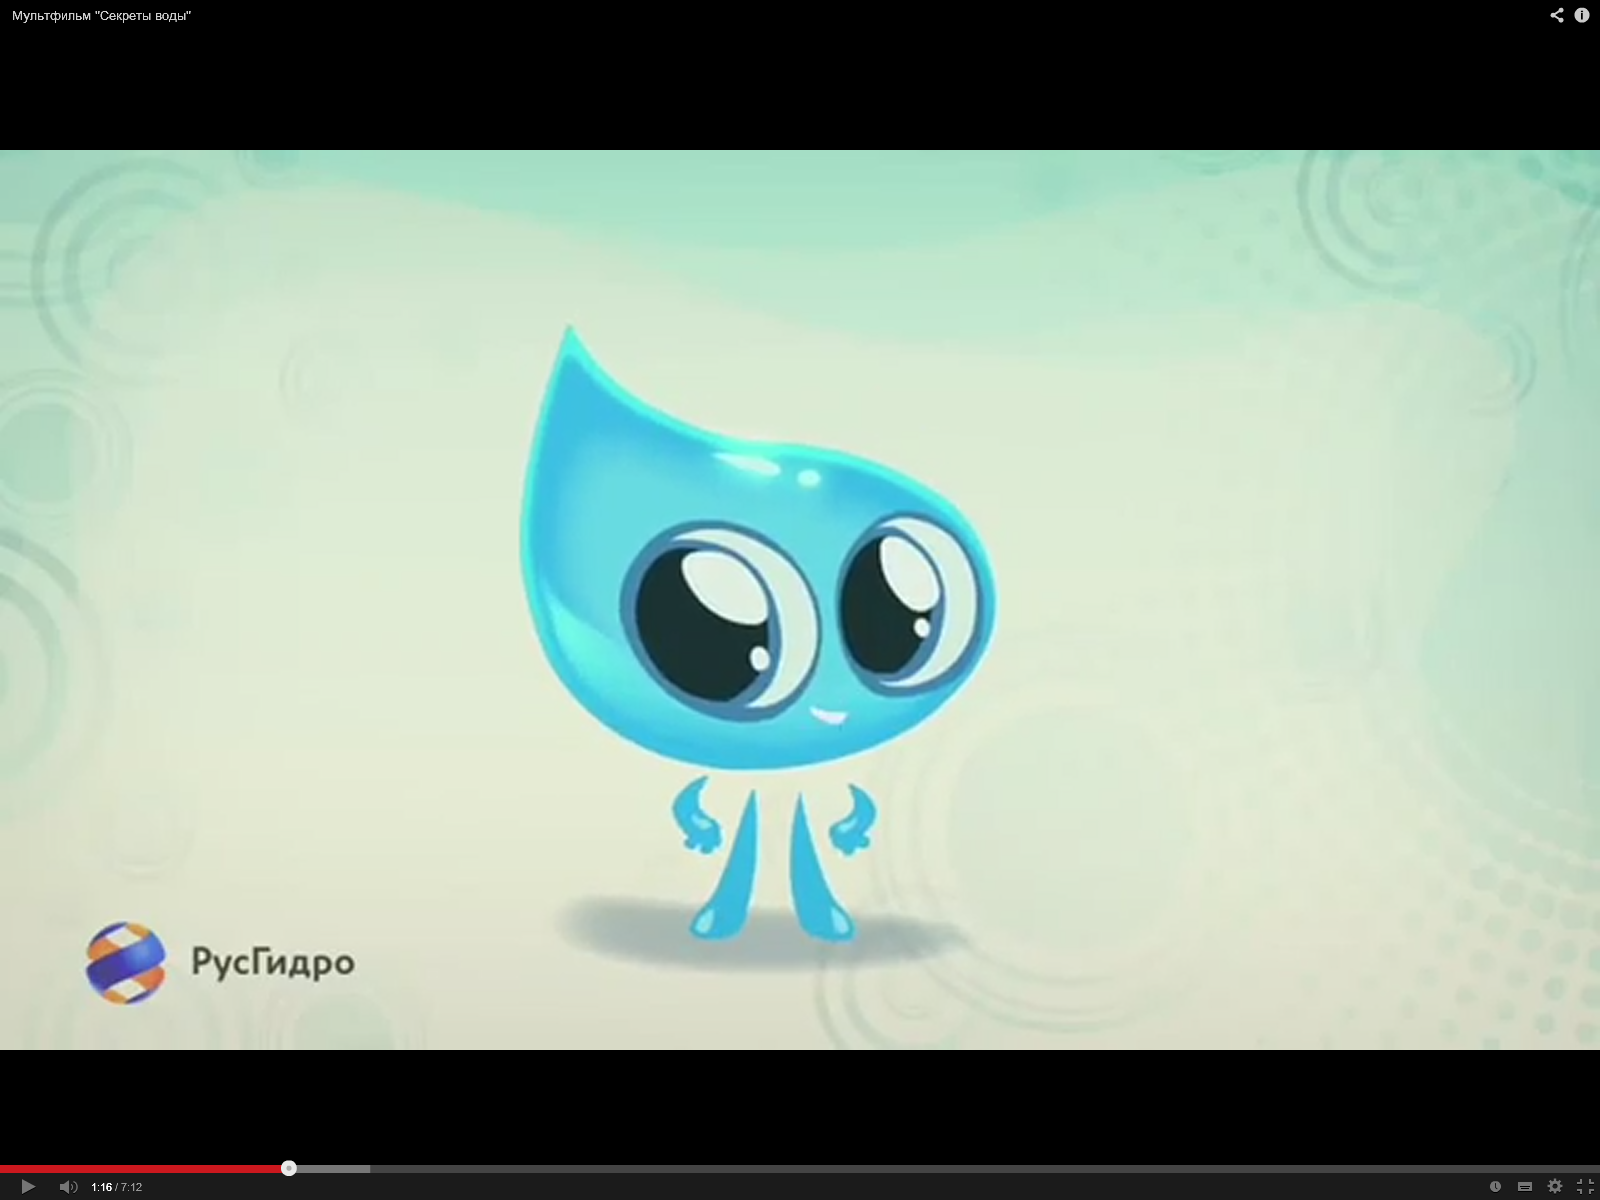 Мультфильм "Секреты воды"
РусГидро
1:16 / 7:12